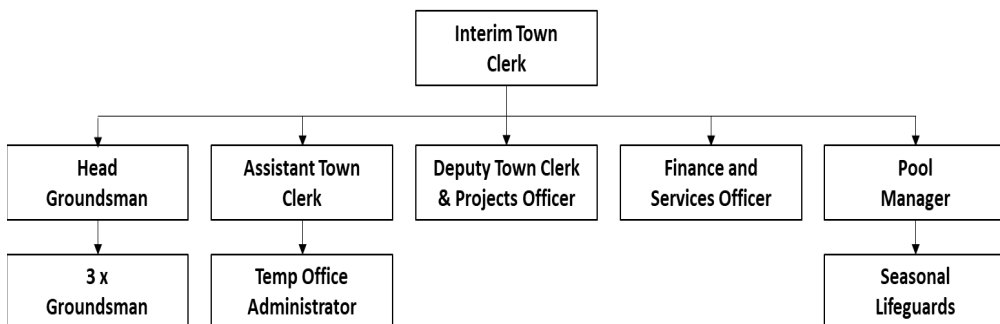 Interim Town
Clerk
Head
Groundsman
Assistant Town
Clerk
Deputy Town Clerk
& Projects Officer
Finance and
Services Officer
Pool
Manager
3 x
Groundsman
Temp Office
Administrator
Seasonal
Lifeguards